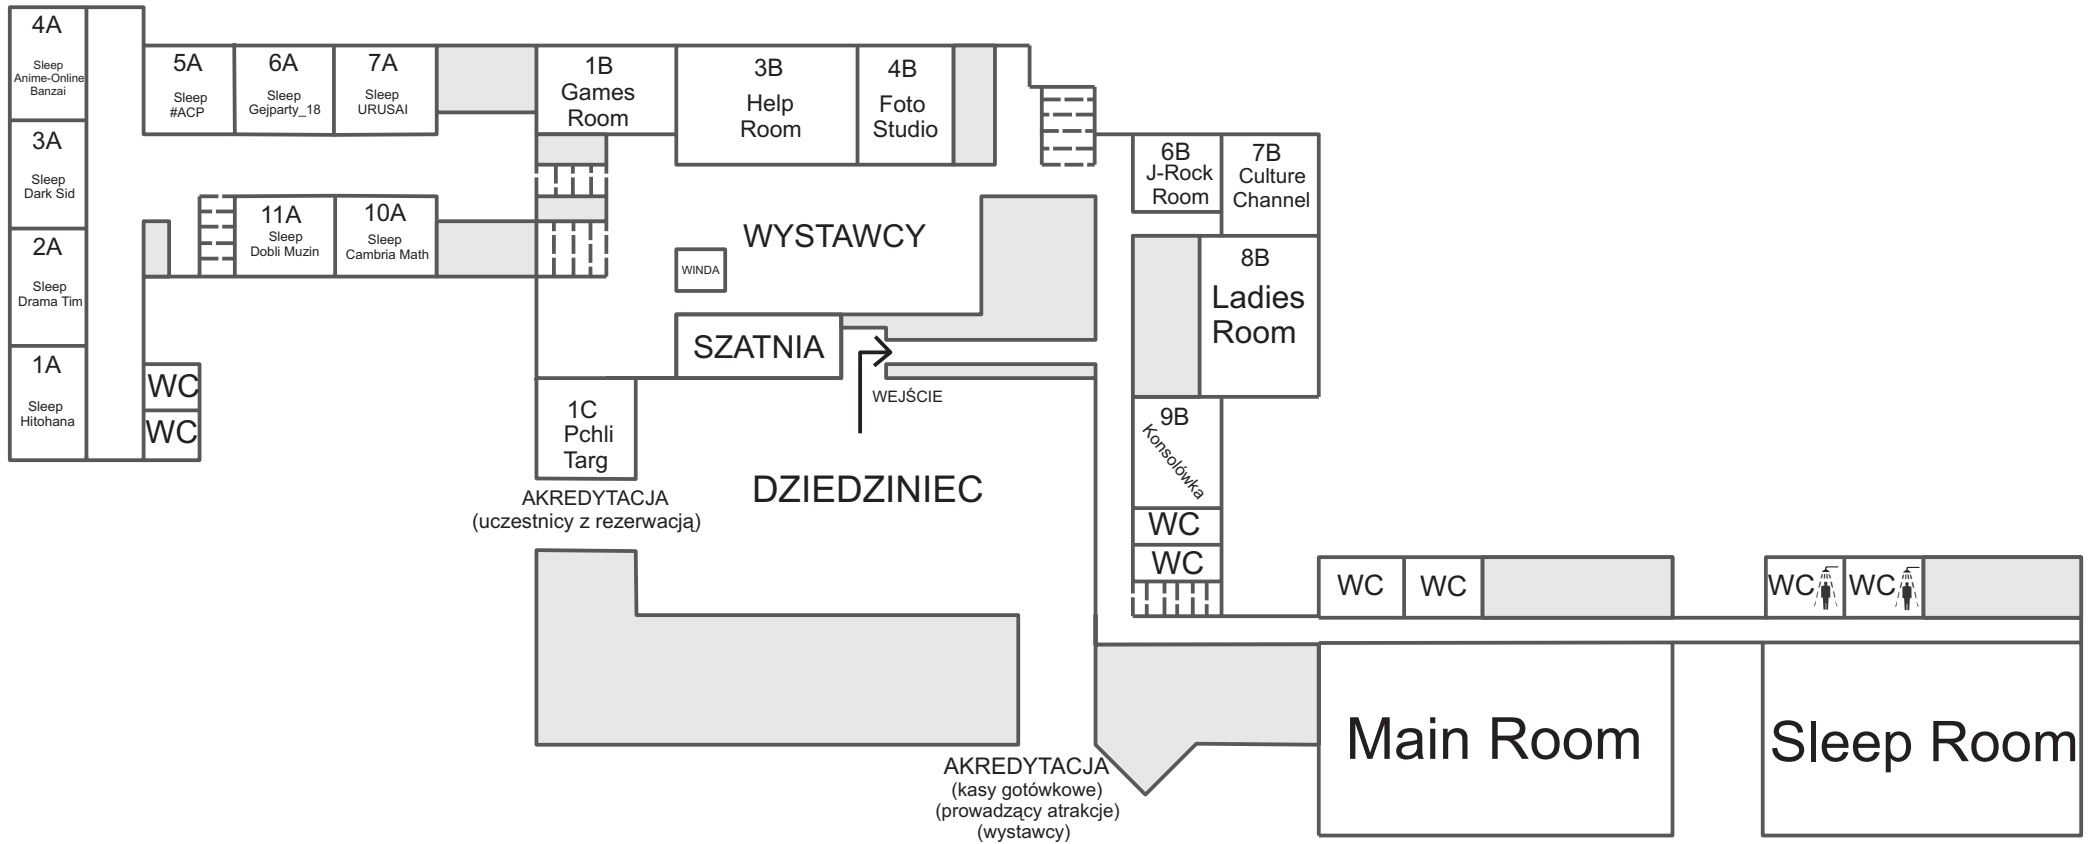 4A
Sleep
Anime-Online
Banzai
3A
Sleep
Dark Sid
2A
Sleep
Drama Tim
1A
Sleep
Hitohana
WC
WC
5A
Sleep
#ACP
6A
Sleep
Gejparty_18
7A
Sleep
URUSAI
11A
Sleep
Dobli Muzin
10A
Sleep
Cambria Math
1B
Games
Room
3B
Help
Room
4B
Foto
Studio
WYSTAWCY
WINDA
SZATNIA
WEJŚCIE
1C
Pchli
Targ
AKREDYTACJA
(uczestnicy z rezerwacją)
DZIEDZINIEC
6B
J-Rock
Room
7B
Culture
Channel
8B
Ladies
Room
9B
Konsolówka
WC
WC
WC
WC
WC
WC
AKREDYTACJA
(kasy gotówkowe)
(prowadzący atrakcje)
(wystawcy)
Main Room
Sleep Room